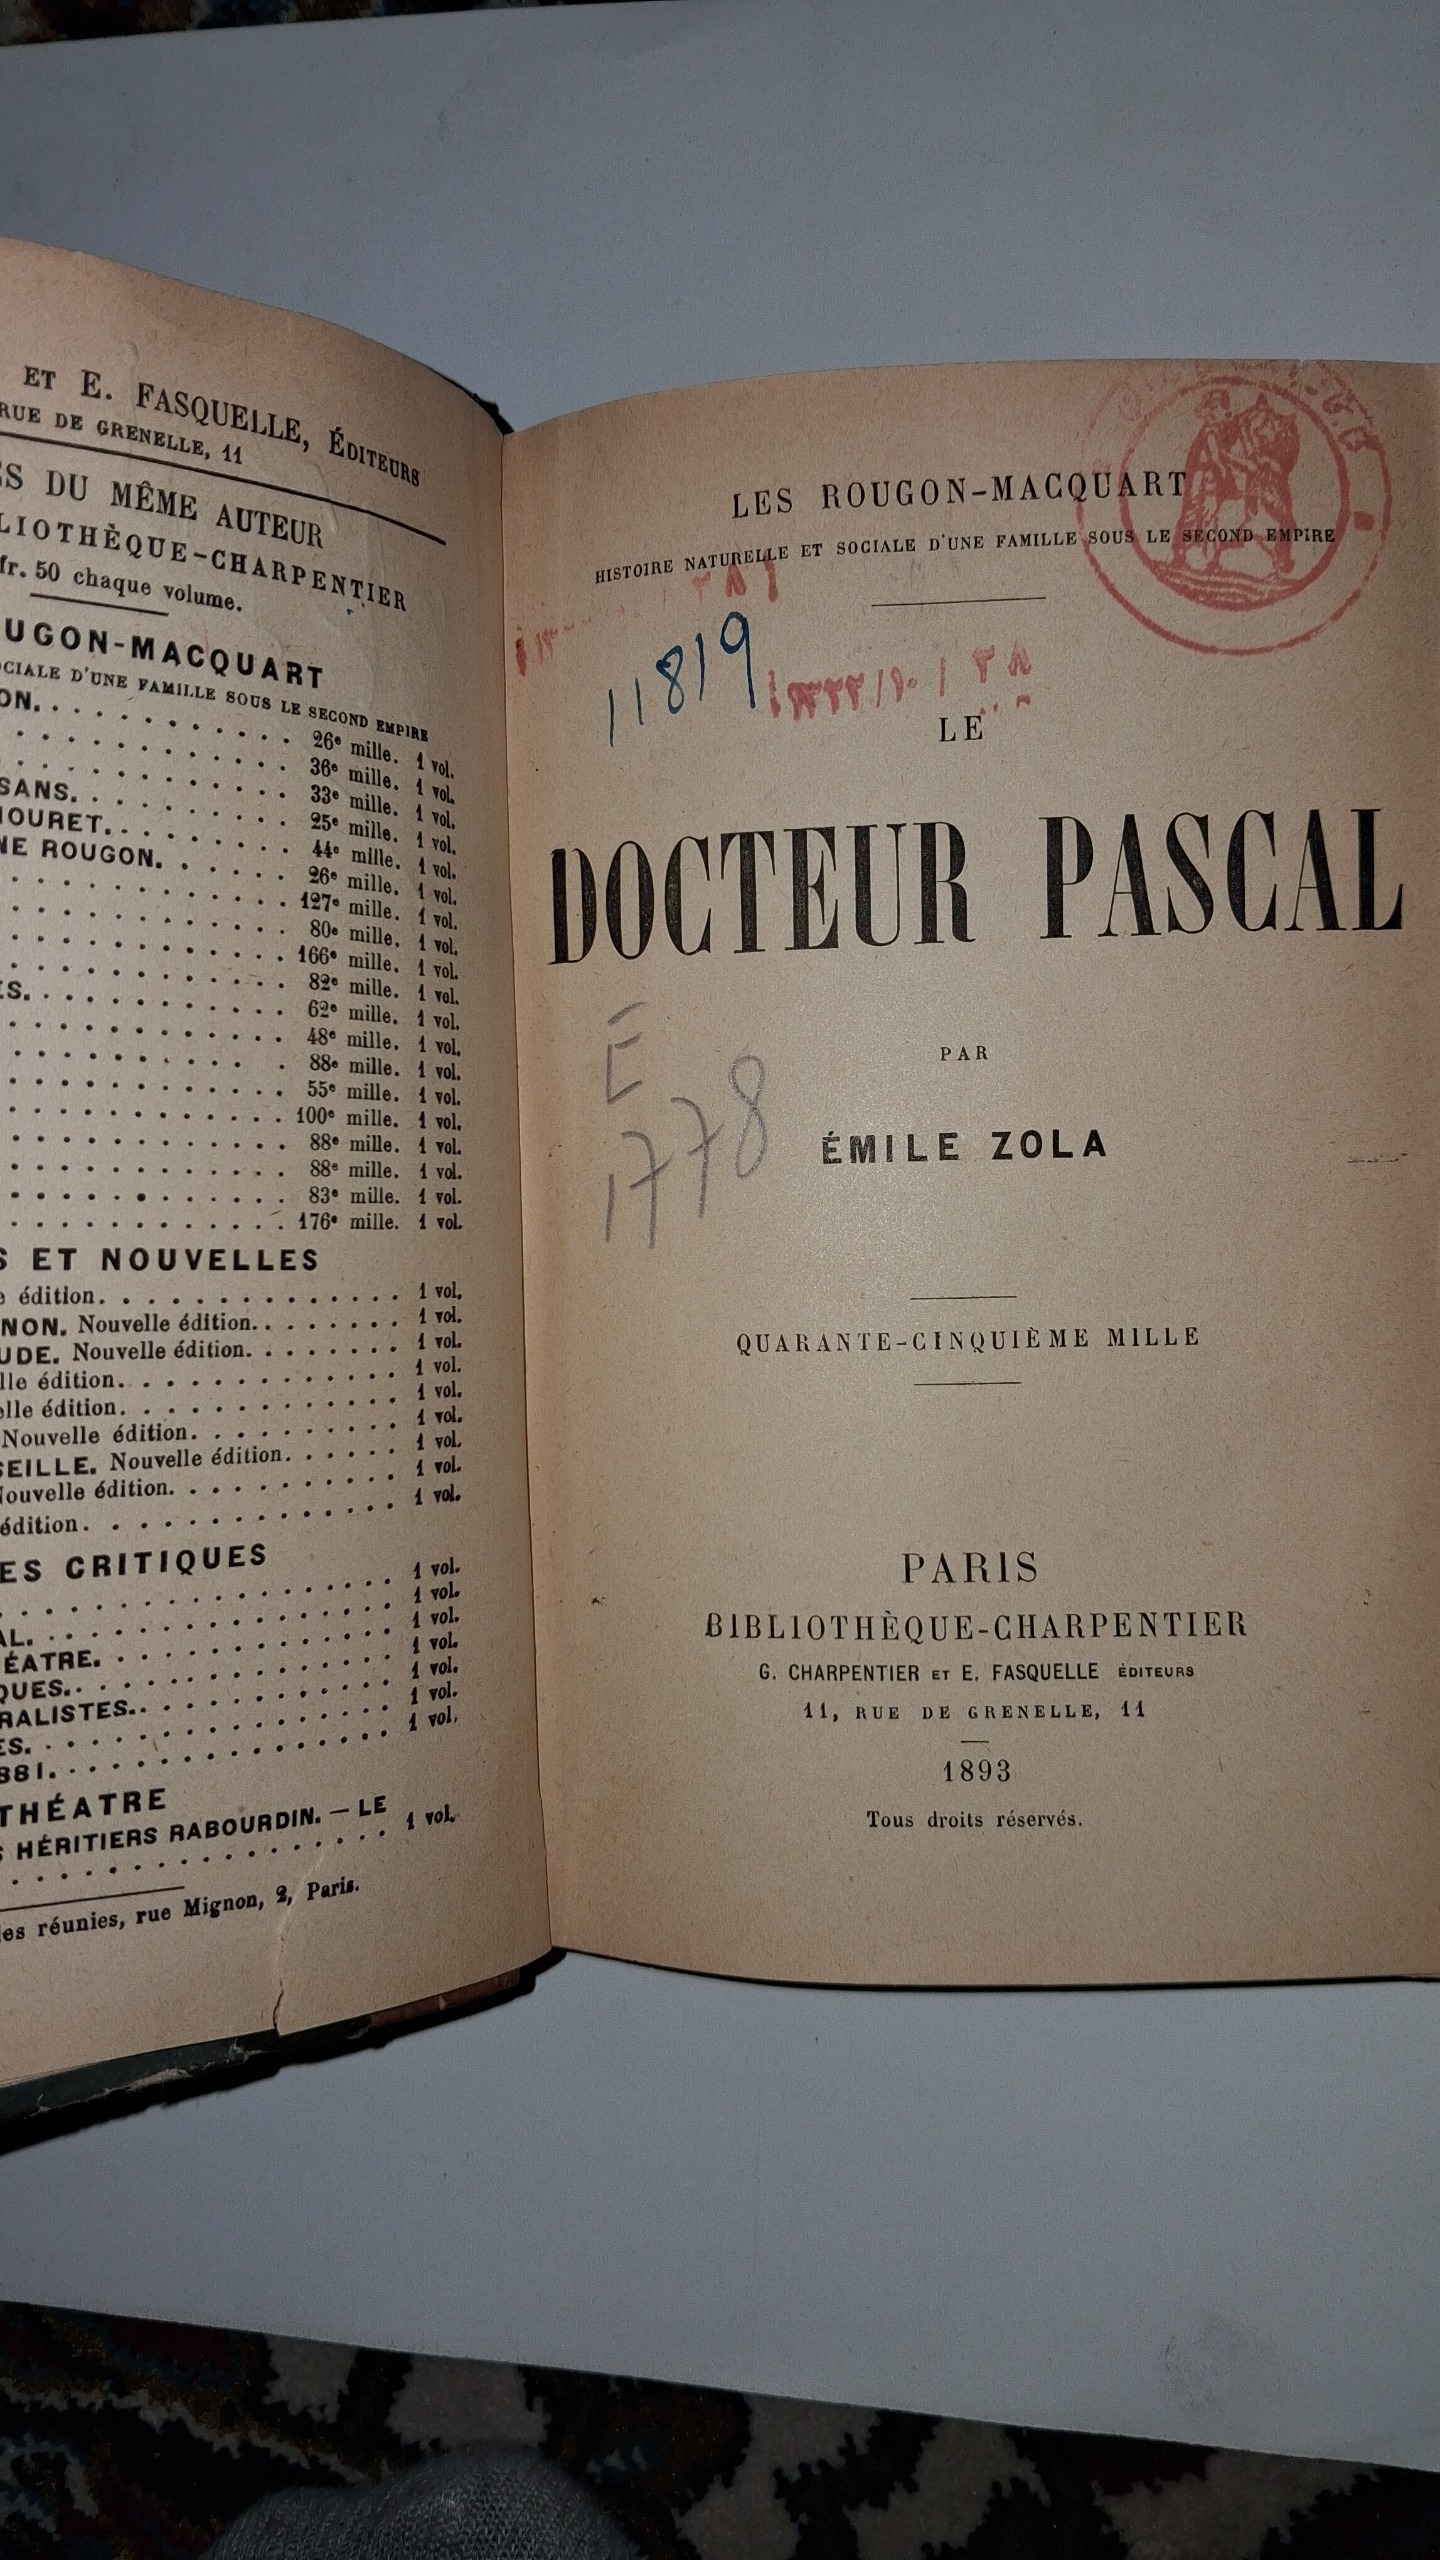 ET E. FASQUELLE, ÉDITEURS
RUE DE GRENELLE, 11
DU MÊME AUTEUR
BLIOTHÈQUE-CHARPENTIER
fr. 50 chaque volume.
OUGON-MACQUART
OCIALE D'UNE FAMILLE SOUS LE SECOND EMPIRE
ON. 26e mille. 1 vol.
36e mille. 1 vol.
33e mille. 1 vol.
SANS. 25e mille. 1 vol.
MOURET. 44e mille. 1 vol.
NE ROUGON. 26e mille. 1 vol.
127e mille. 1 vol.
80e mille. 1 vol.
166e mille. 1 vol.
82e mille. 1 vol.
ES. 62e mille. 1 vol.
48e mille. 1 vol.
88e mille. 1 vol.
55e mille. 1 vol.
100e mille. 1 vol.
88e mille. 1 vol.
88e mille. 1 vol.
83e mille. 1 vol.
176e mille. 1 vol.
S ET NOUVELLES
e édition. 1 vol.
NON. Nouvelle édition. 1 vol.
UDE. Nouvelle édition. 1 vol.
lle édition. 1 vol.
elle édition. 1 vol.
Nouvelle édition. 1 vol.
SEILLE. Nouvelle édition. 1 vol.
Nouvelle édition. 1 vol.
édition. 1 vol.
ES CRITIQUES
1 vol.
AL. 1 vol.
ÉATRE. 1 vol.
QUES. 1 vol.
RALISTES. 1 vol.
ES. 1 vol.
881. 1 vol.
THÉATRE
S HÉRITIERS RABOURDIN. — LE
1 vol.
les réunies, rue Mignon, 2, Paris.
LES ROUGON-MACQUART
HISTOIRE NATURELLE ET SOCIALE D'UNE FAMILLE SOUS LE SECOND EMPIRE
11819
LE
DOCTEUR PASCAL
E
1778
PAR
ÉMILE ZOLA
QUARANTE-CINQUIÈME MILLE
PARIS
BIBLIOTHÈQUE-CHARPENTIER
G. CHARPENTIER ET E. FASQUELLE ÉDITEURS
11, RUE DE GRENELLE, 11
1893
Tous droits réservés.